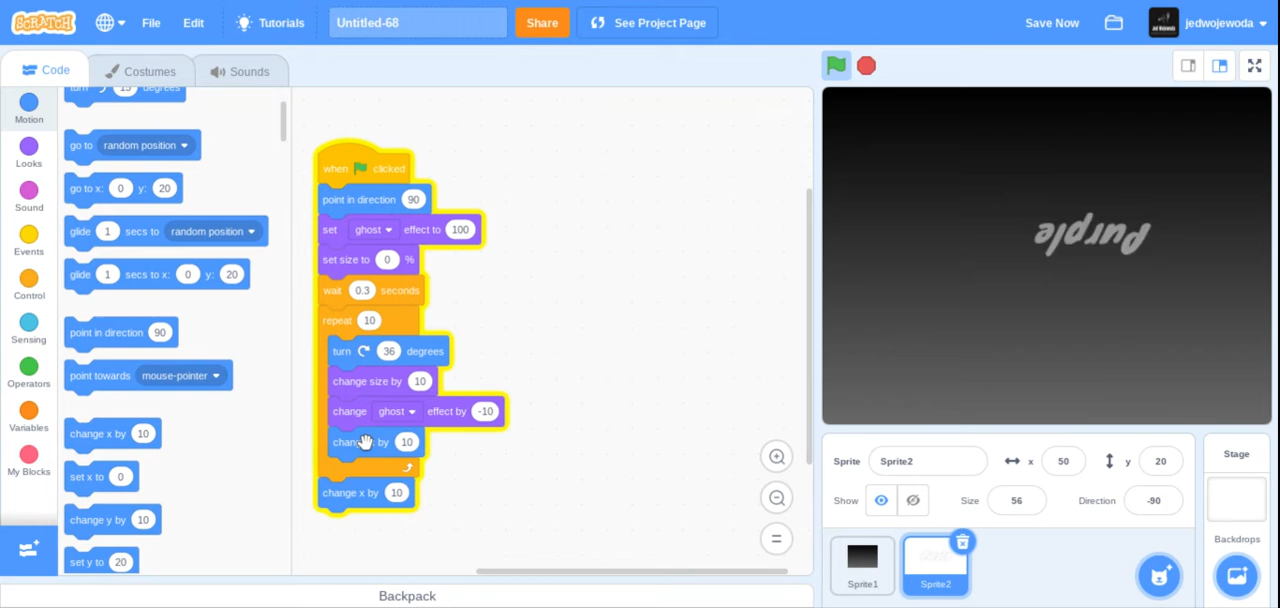 SCRATCH File Edit Tutorials Untitled-68 Share See Project Page Save Now jedwojewoda
Code Costumes Sounds
Motion
Looks
Sound
Events
Control
Sensing
Operators
Variables
My Blocks
turn 15 degrees
go to random position
go to x: 0 y: 20
glide 1 secs to random position
glide 1 secs to x: 0 y: 20
point in direction 90
point towards mouse-pointer
change x by 10
set x to 0
change y by 10
set y to 20
when clicked
point in direction 90
set ghost effect to 100
set size to 0 %
wait 0.3 seconds
repeat 10
turn 36 degrees
change size by 10
change ghost effect by -10
by 10
change x by 10
Purple
Sprite Sprite2 x 50 y 20
Show Size 56 Direction -90
Sprite1
Sprite2
Stage
Backdrops
Backpack